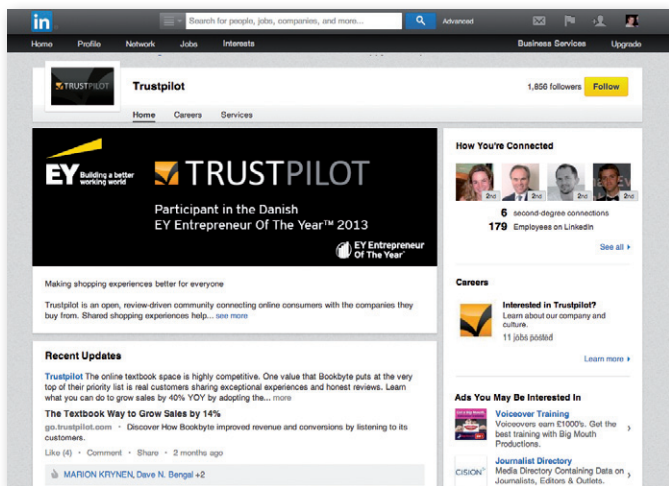 in
Search for people, jobs, companies, and more...
Advanced
Home Profile Network Jobs Interests
Business Services Upgrade
TRUSTPILOT
Trustpilot
1,856 followers
Follow
Home Careers Services
EY Building a better
working world
TRUSTPILOT
Participant in the Danish
EY Entrepreneur Of The Year™ 2013
EY Entrepreneur
Of The Year
Making shopping experiences better for everyone
Trustpilot is an open, review-driven community connecting online consumers with the companies they
buy from. Shared shopping experiences help... see more
Recent Updates
Trustpilot The online textbook space is highly competitive. One value that Bookbyte puts at the very
top of their priority list is real customers sharing exceptional experiences and honest reviews. Learn
what you can do to grow sales by 40% YOY by adopting the... more
The Textbook Way to Grow Sales by 14%
go.trustpilot.com · Discover How Bookbyte improved revenue and conversions by listening to its
customers.
Like (4) · Comment · Share · 2 months ago
MARION KRYNEN, Dave N. Bengal +2
How You're Connected
2nd 2nd 2nd 2nd
6 second-degree connections
179 Employees on LinkedIn
See all
Careers
Interested in Trustpilot?
Learn about our company and
culture.
11 jobs posted
Learn more
Ads You May Be Interested In
Voiceover Training
Voiceovers earn £1000's. Get the
best training with Big Mouth
Productions.
CISION
Journalist Directory
Media Directory Containing Data on
Journalists, Editors & Outlets.